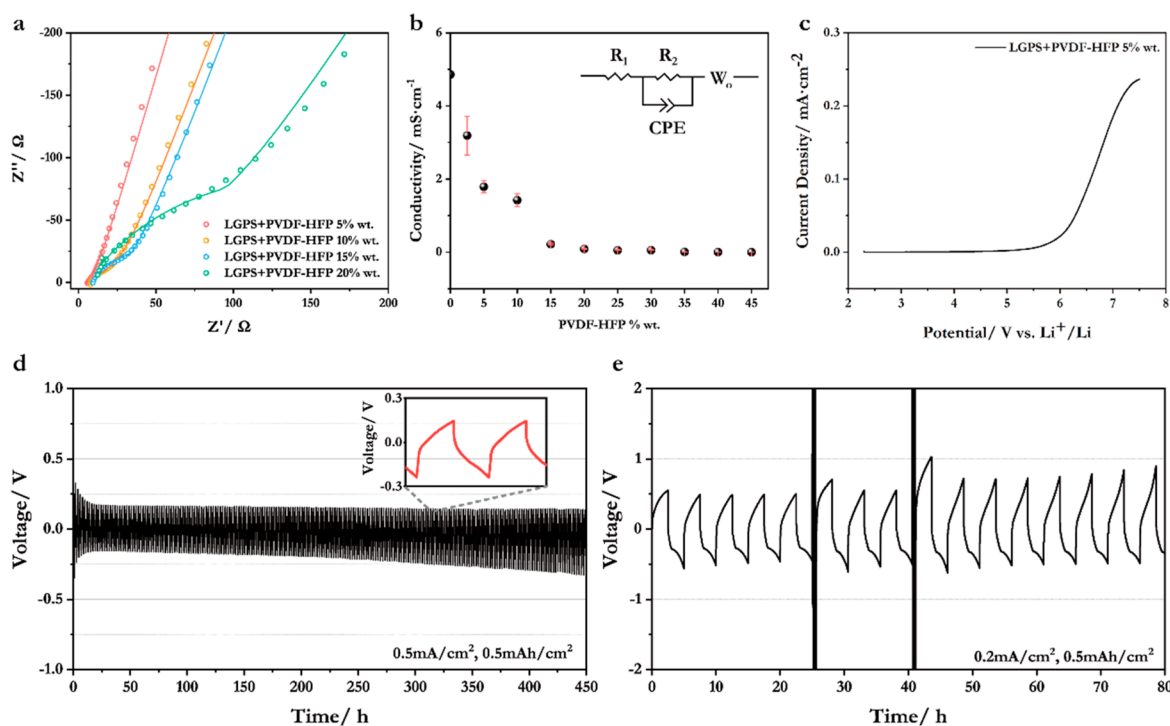 a
-200
-150
-100
-50
0
Z''/ Ω
0 50 100 150 200
Z'/ Ω
LGPS+PVDF-HFP 5% wt.
LGPS+PVDF-HFP 10% wt.
LGPS+PVDF-HFP 15% wt.
LGPS+PVDF-HFP 20% wt.
b
6
4
2
0
Conductivity/ mS·cm⁻¹
R₁
R₂
Wₒ
CPE
0 5 10 15 20 25 30 35 40 45
PVDF-HFP % wt.
c
0.3
0.2
0.1
0.0
Current Density/ mA·cm⁻²
LGPS+PVDF-HFP 5% wt.
2 3 4 5 6 7 8
Potential/ V vs. Li⁺/Li
d
1.0
0.5
0.0
-0.5
-1.0
Voltage/ V
0.3
0.0
-0.3
Voltage/ V
0.5mA/cm², 0.5mAh/cm²
0 50 100 150 200 250 300 350 400 450
Time/ h
e
2
1
0
-1
-2
Voltage/ V
0.2mA/cm², 0.5mAh/cm²
0 10 20 30 40 50 60 70 80
Time/ h